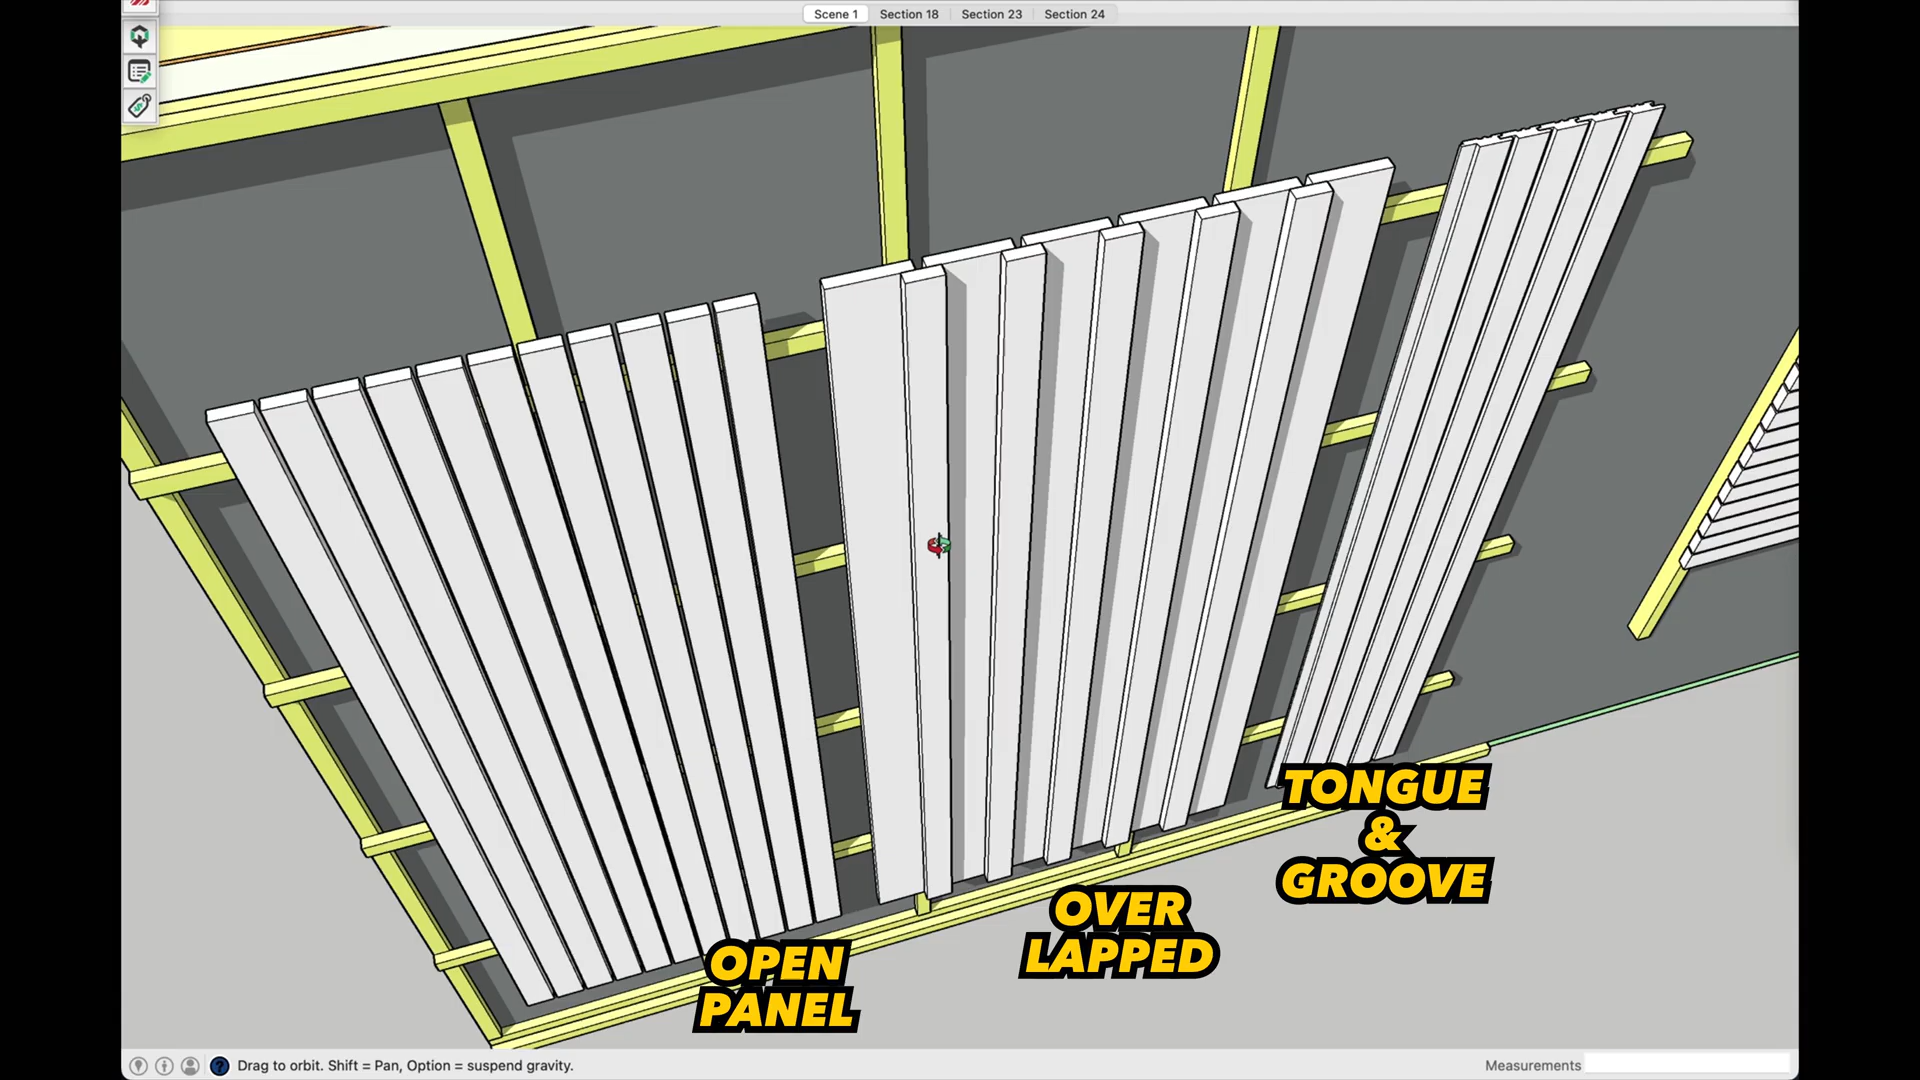 Scene 1
Section 18
Section 23
Section 24
TONGUE
&
GROOVE
OVER
LAPPED
OPEN
PANEL
Drag to orbit. Shift = Pan, Option = suspend gravity.
Measurements